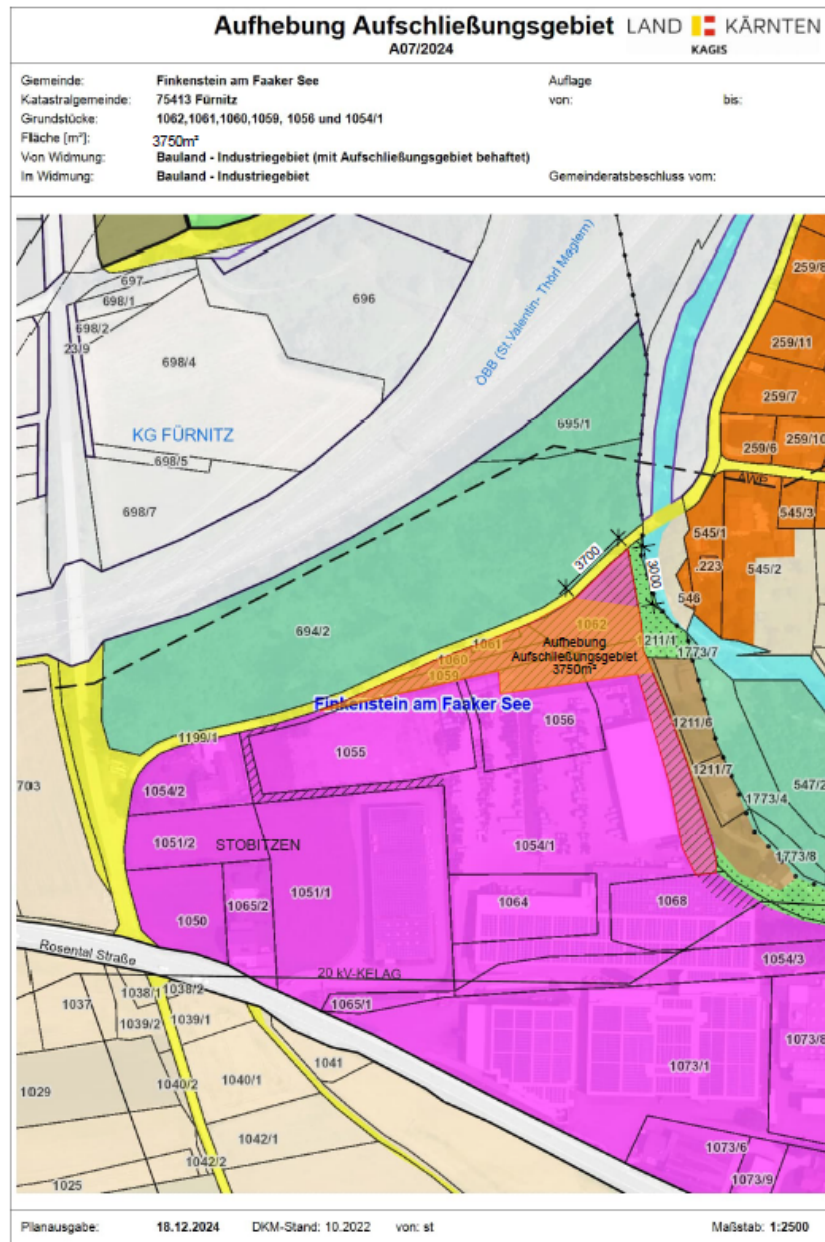 Aufhebung Aufschließungsgebiet
A07/2024
LAND KÄRNTEN
KAGIS
Gemeinde: Finkenstein am Faaker See
Auflage
Katastralgemeinde: 75413 Fürnitz
von: bis:
Grundstücke: 1062,1061,1060,1059, 1056 und 1054/1
Fläche [m²]: 3750m²
Von Widmung: Bauland - Industriegebiet (mit Aufschließungsgebiet behaftet)
In Widmung: Bauland - Industriegebiet
Gemeinderatsbeschluss vom:
697
698/1
698/2
23/9
698/4
696
ÖBB (St.Valentin- Thörl Maglern)
259/8
259/11
259/7
259/6
259/10
KG FÜRNITZ
698/5
698/7
695/1
545/1
545/3
.223
545/2
546
3700
3000
694/2
1062
1061
1060
1059
Aufhebung
Aufschließungsgebiet
3750m²
1211/1
1773/7
Finkenstein am Faaker See
1199/1
1055
1056
1211/6
1211/7
547/2
1773/4
1773/8
703
1054/2
1051/2
STOBITZEN
1054/1
1051/1
1065/2
1050
1064
1068
Rosental Straße
20 kV-KELAG
1054/3
1065/1
1037
1038/1
1038/2
1039/2
1039/1
1041
1073/1
1073/8
1029
1040/2
1040/1
1042/1
1042/2
1025
1073/6
1073/9
Planausgabe: 18.12.2024 DKM-Stand: 10.2022 von: st Maßstab: 1:2500